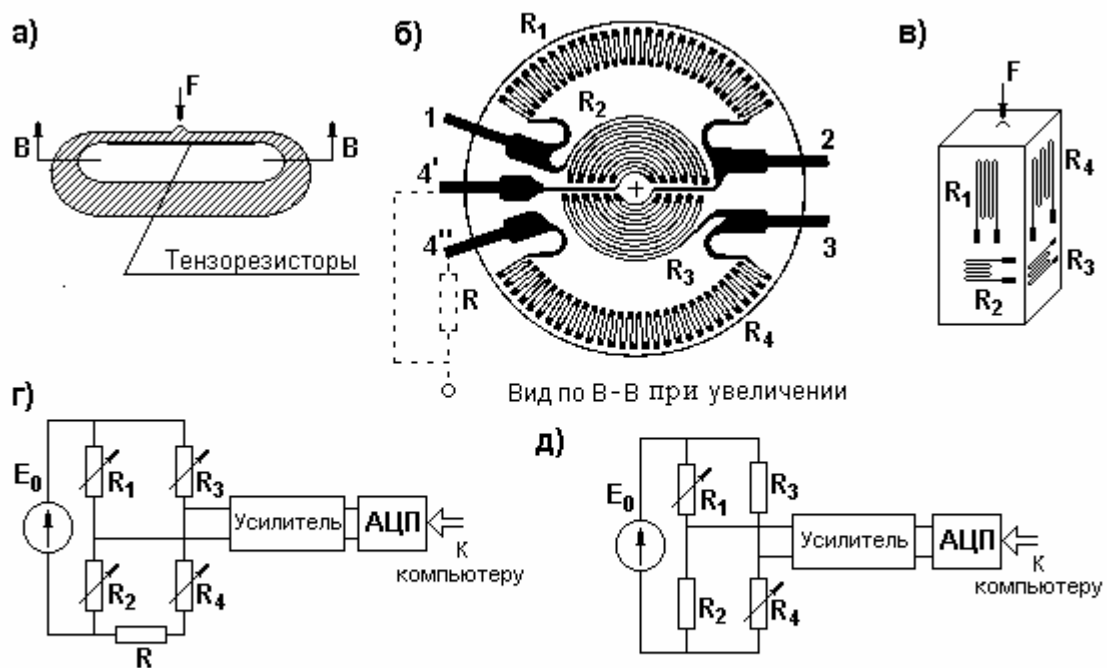 а)
F
B
B
Тензорезисторы
б)
R1
R2
1
2
4'
4"
3
R
R3
R4
Вид по В-В при увеличении
в)
F
R1
R4
R3
R2
г)
E0
R1
R3
R2
R4
R
Усилитель
АЦП
К
компьютеру
д)
E0
R1
R3
R2
R4
Усилитель
АЦП
К
компьютеру